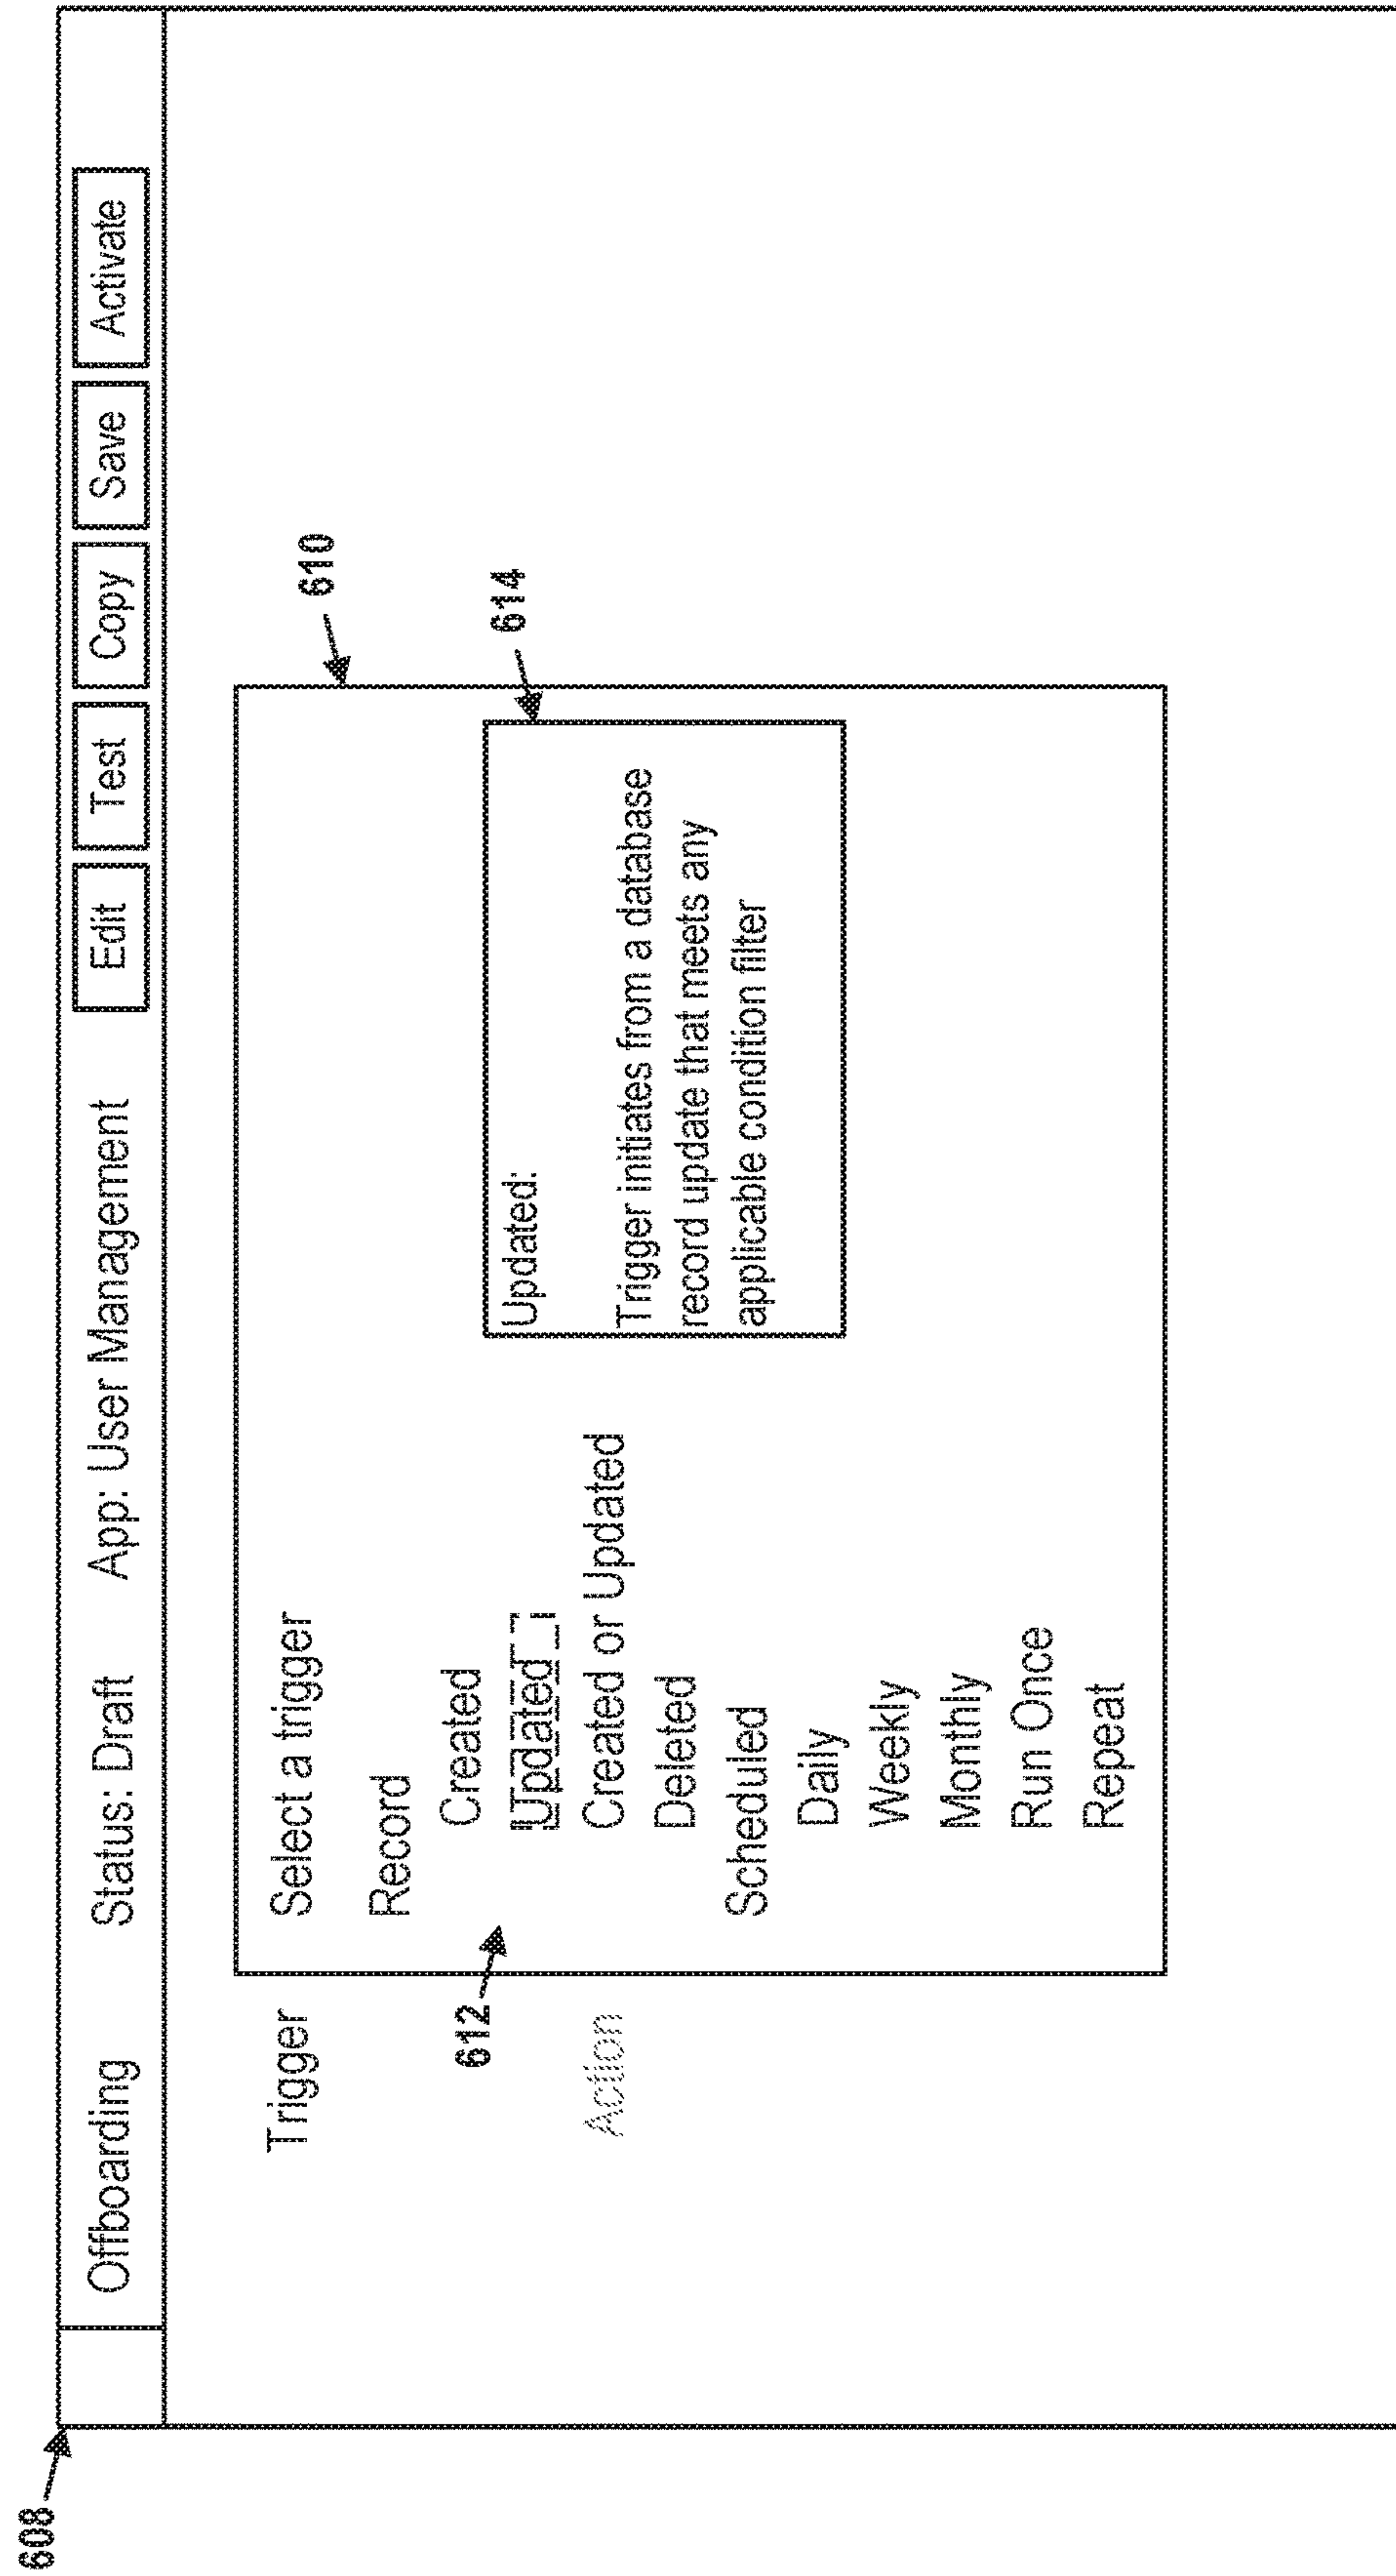 608
Offboarding Status: Draft App: User Management Edit Test Copy Save Activate
610
Trigger Select a trigger
Record
612
Created
Updated
Created or Updated
Deleted
Scheduled
Daily
Weekly
Monthly
Run Once
Repeat
614
Updated:
Trigger initiates from a database
record update that meets any
applicable condition filter
Action